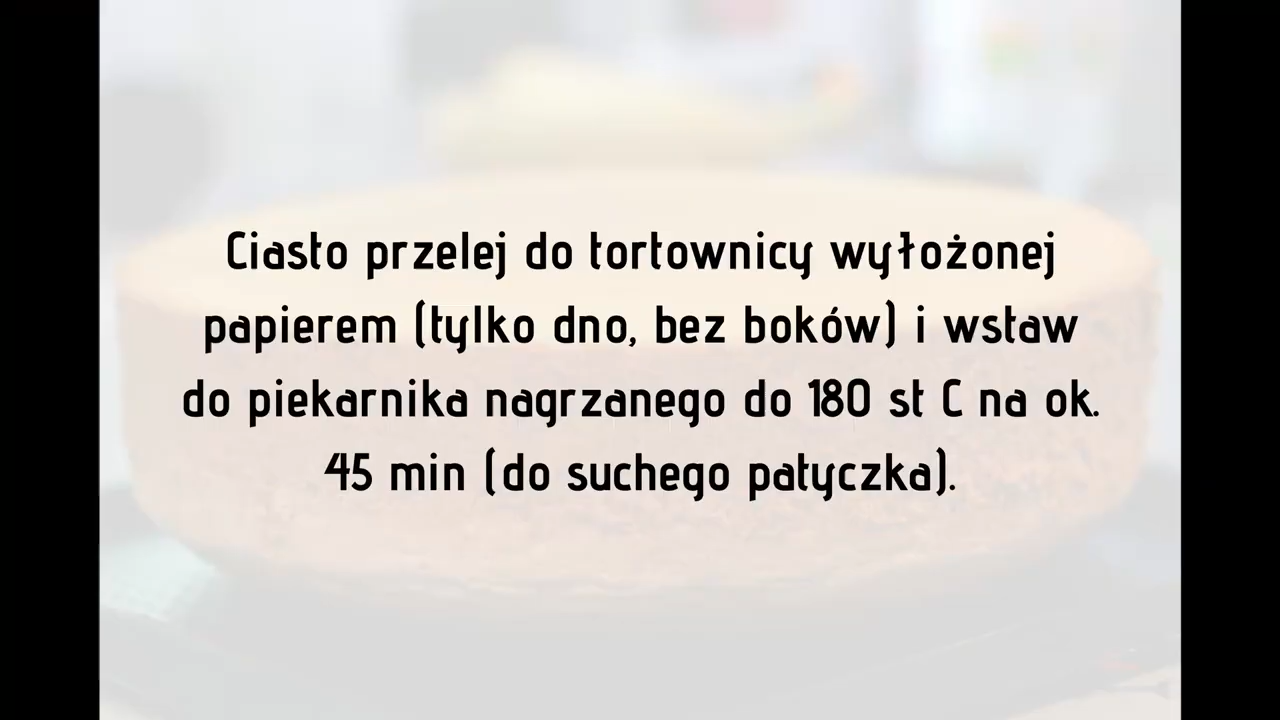 Ciasto przelej do tortownicy wyłożonej
papierem (tylko dno, bez boków) i wstaw
do piekarnika nagrzanego do 180 st C na ok.
45 min (do suchego patyczka).